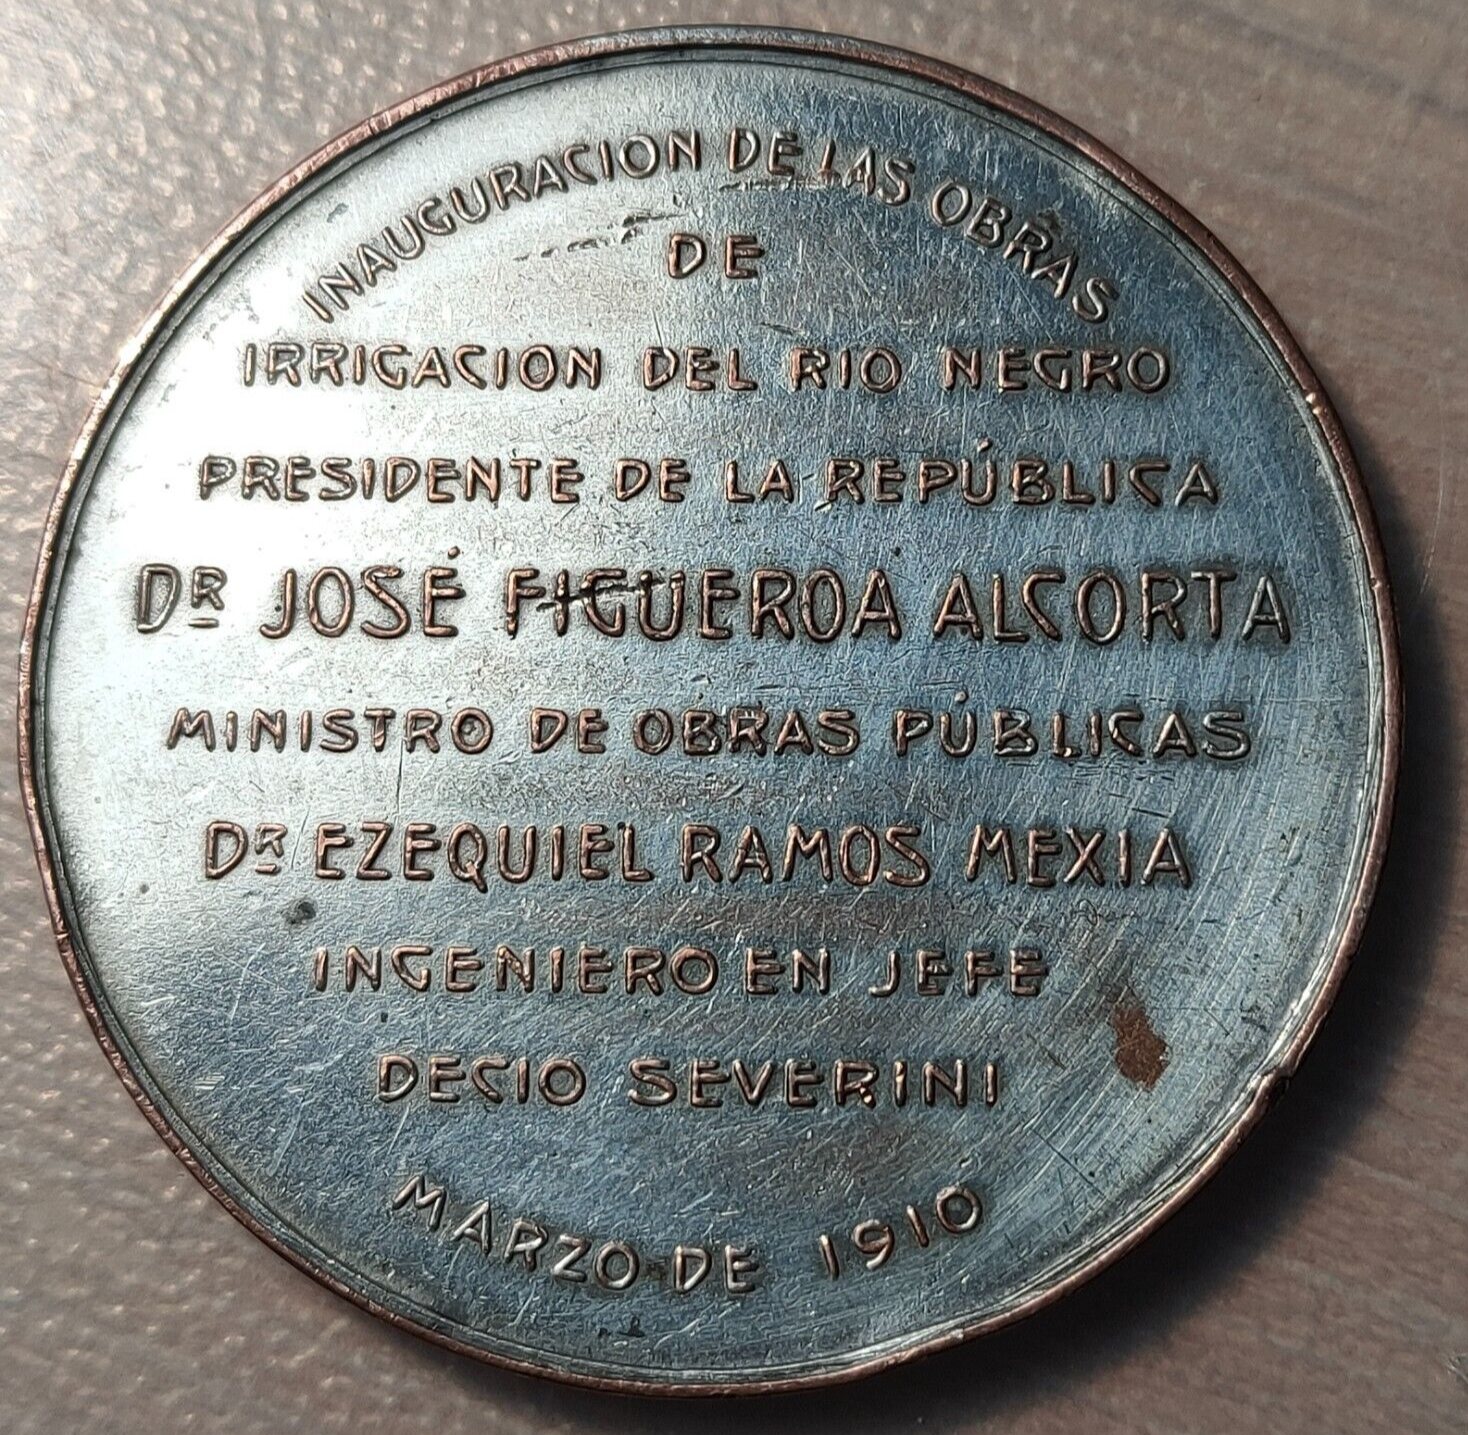 INAUGURACION DE LAS OBRAS
DE
IRRIGACION DEL RIO NEGRO
PRESIDENTE DE LA REPÚBLICA
DR JOSÉ FIGUEROA ALCORTA
MINISTRO DE OBRAS PÚBLICAS
DR EZEQUIEL RAMOS MEXIA
INGENIERO EN JEFE
DECIO SEVERINI
MARZO DE 1910